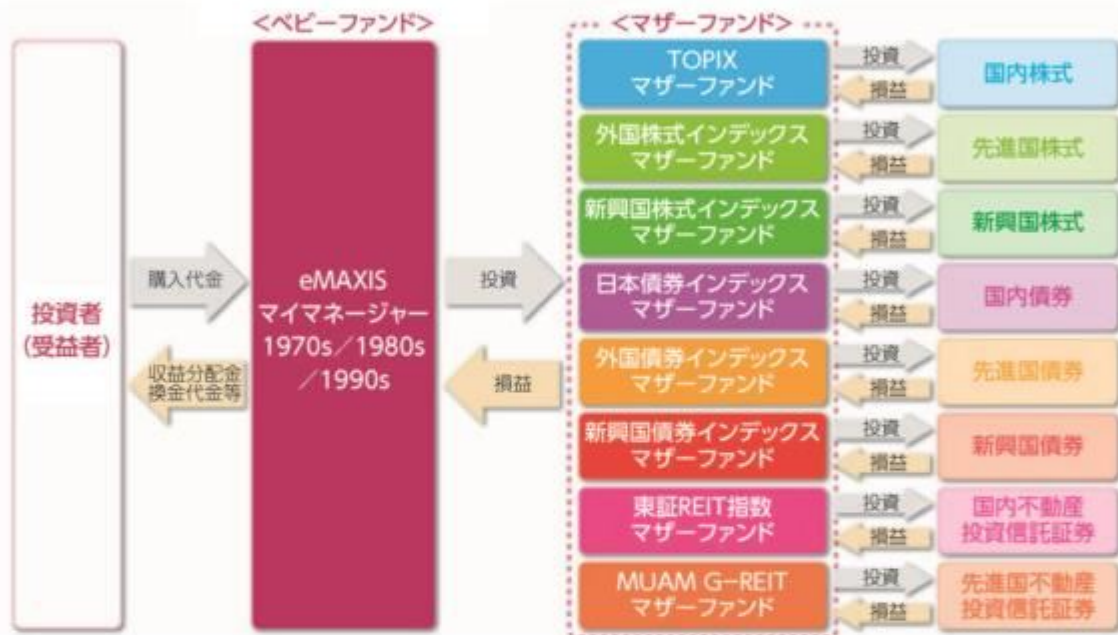 <ベビーファンド>
<マザーファンド>
投資者
(受益者)
購入代金
収益分配金
換金代金等
eMAXIS
マイマネージャー
1970s/1980s
/1990s
投資
損益
TOPIX
マザーファンド
投資
損益
国内株式
外国株式インデックス
マザーファンド
投資
損益
先進国株式
新興国株式インデックス
マザーファンド
投資
損益
新興国株式
日本債券インデックス
マザーファンド
投資
損益
国内債券
外国債券インデックス
マザーファンド
投資
損益
先進国債券
新興国債券インデックス
マザーファンド
投資
損益
新興国債券
東証REIT指数
マザーファンド
投資
損益
国内不動産
投資信託証券
MUAM G-REIT
マザーファンド
投資
損益
先進国不動産
投資信託証券